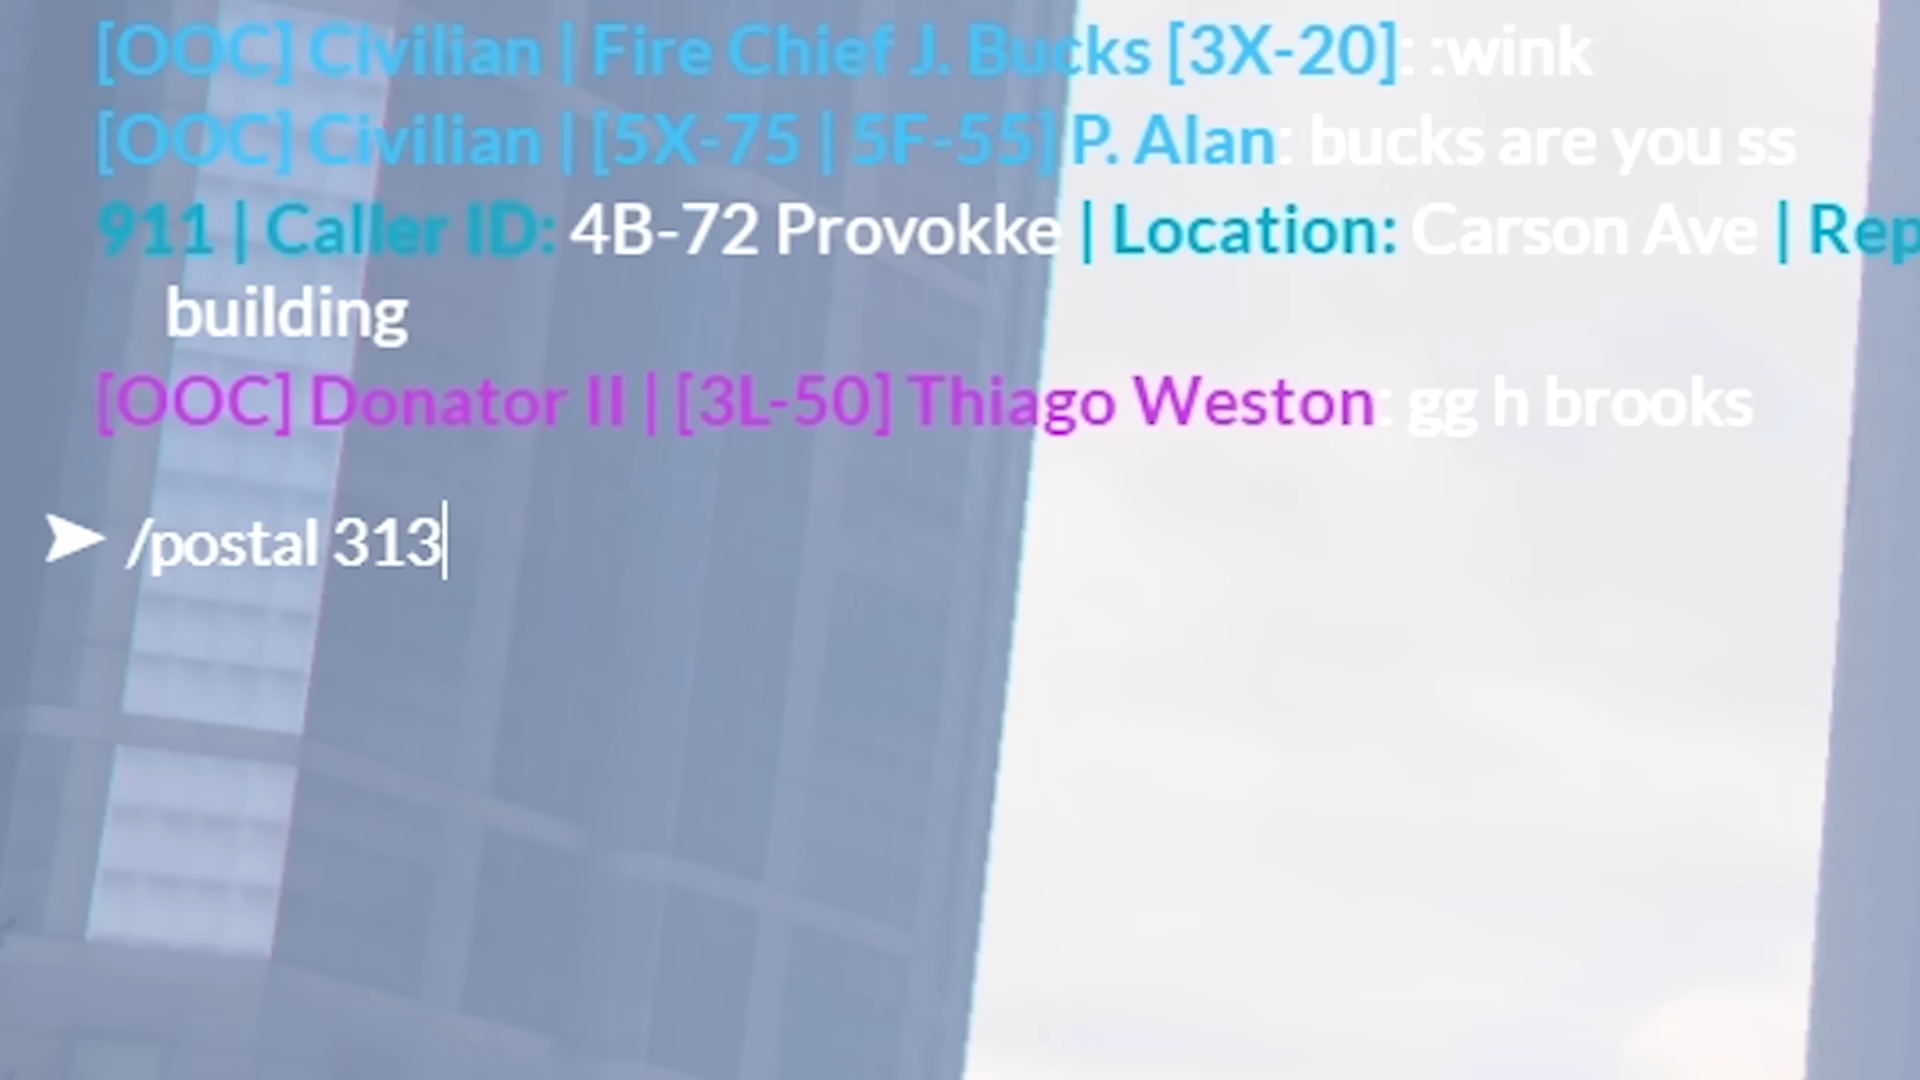 [OOC] Civilian | Fire Chief J. Bucks [3X-20]: :wink
[OOC] Civilian | [5X-75 | 5F-55] P. Alan: bucks are you ss
911 | Caller ID: 4B-72 Provokke | Location: Carson Ave | Rep
building
[OOC] Donator II | [3L-50] Thiago Weston: gg h brooks
➤ /postal 313